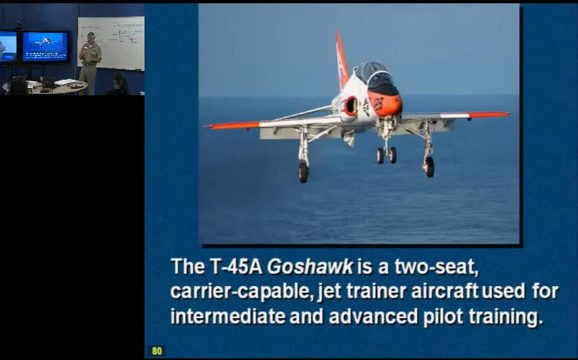 The T-45A Goshawk is a two-seat,
carrier-capable, jet trainer aircraft used for
intermediate and advanced pilot training.
80